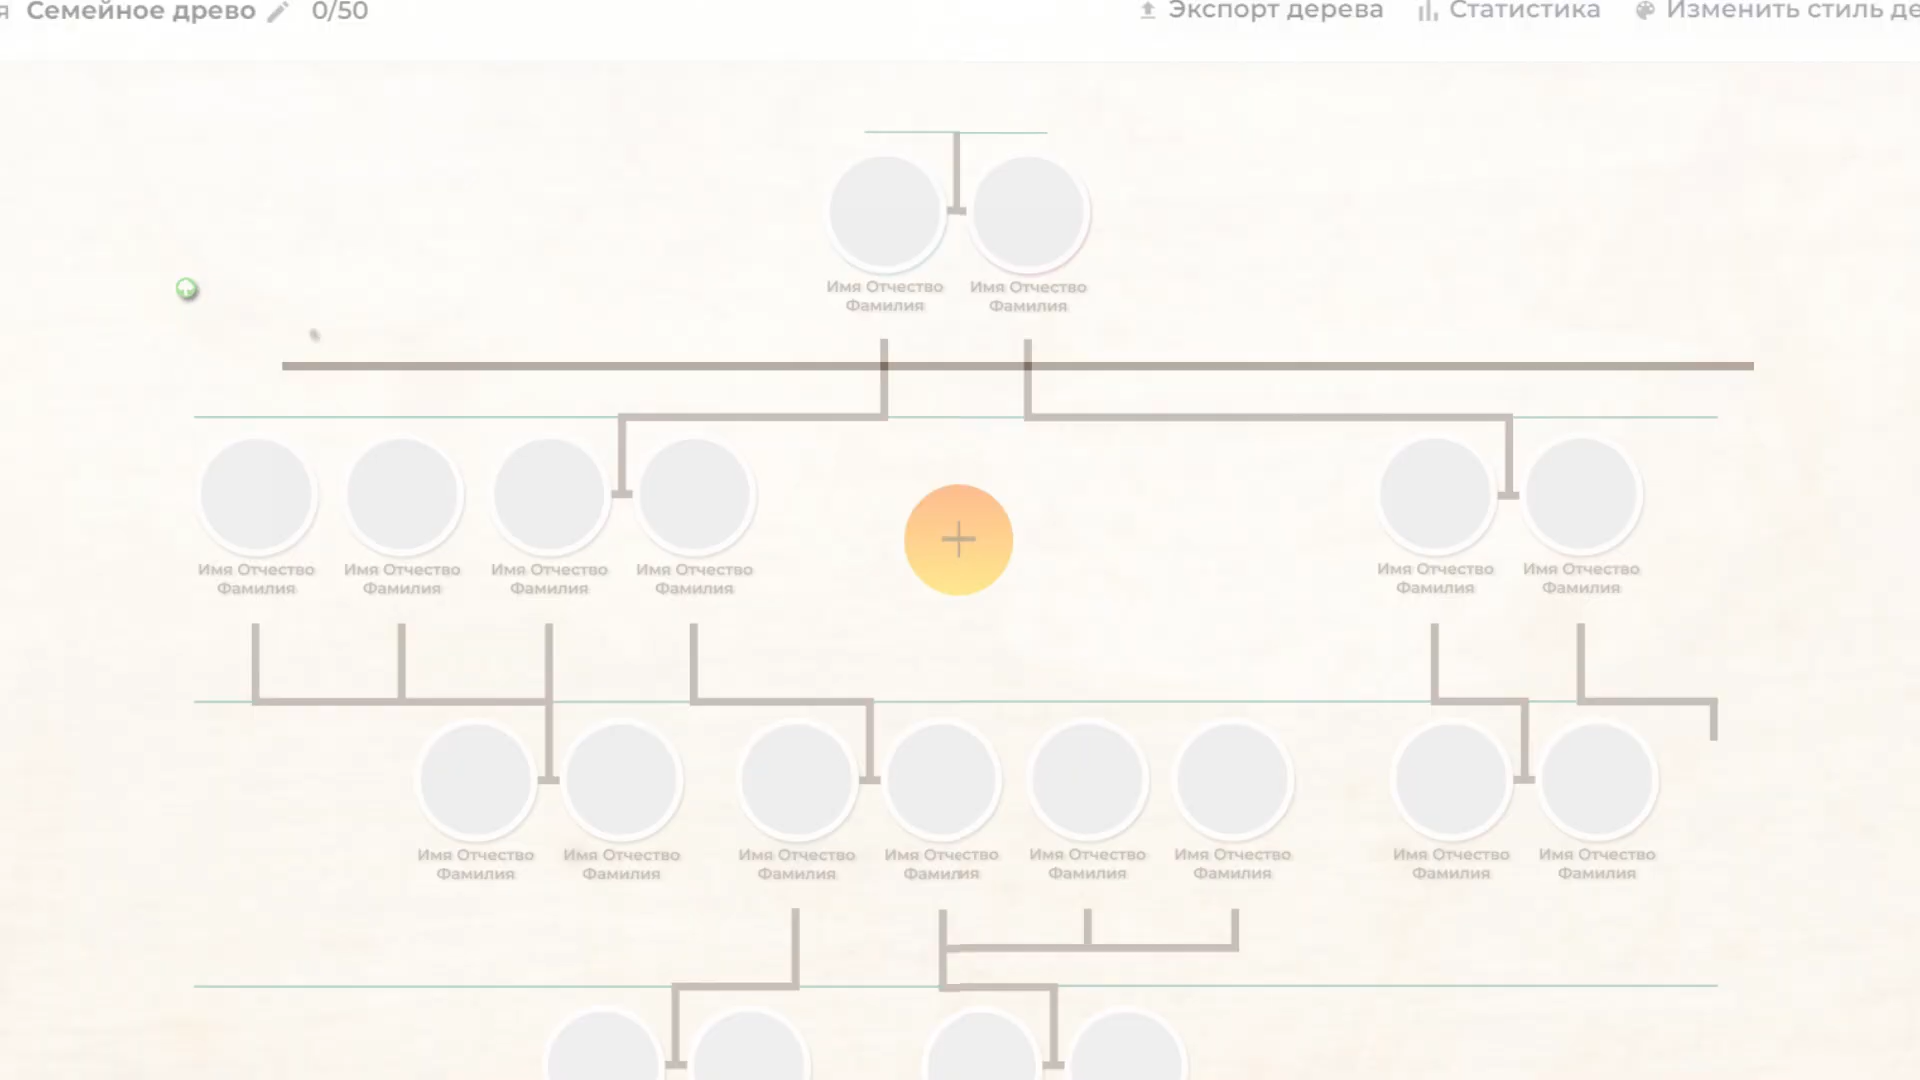 я Семейное древо 0/50 Экспорт дерева Статистика Изменить стиль де
Имя Отчество Имя Отчество
Фамилия Фамилия
Имя Отчество Имя Отчество Имя Отчество Имя Отчество Имя Отчество Имя Отчество
Фамилия Фамилия Фамилия Фамилия Фамилия Фамилия
Имя Отчество Имя Отчество Имя Отчество Имя Отчество Имя Отчество Имя Отчество Имя Отчество Имя Отчество
Фамилия Фамилия Фамилия Фамилия Фамилия Фамилия Фамилия Фамилия